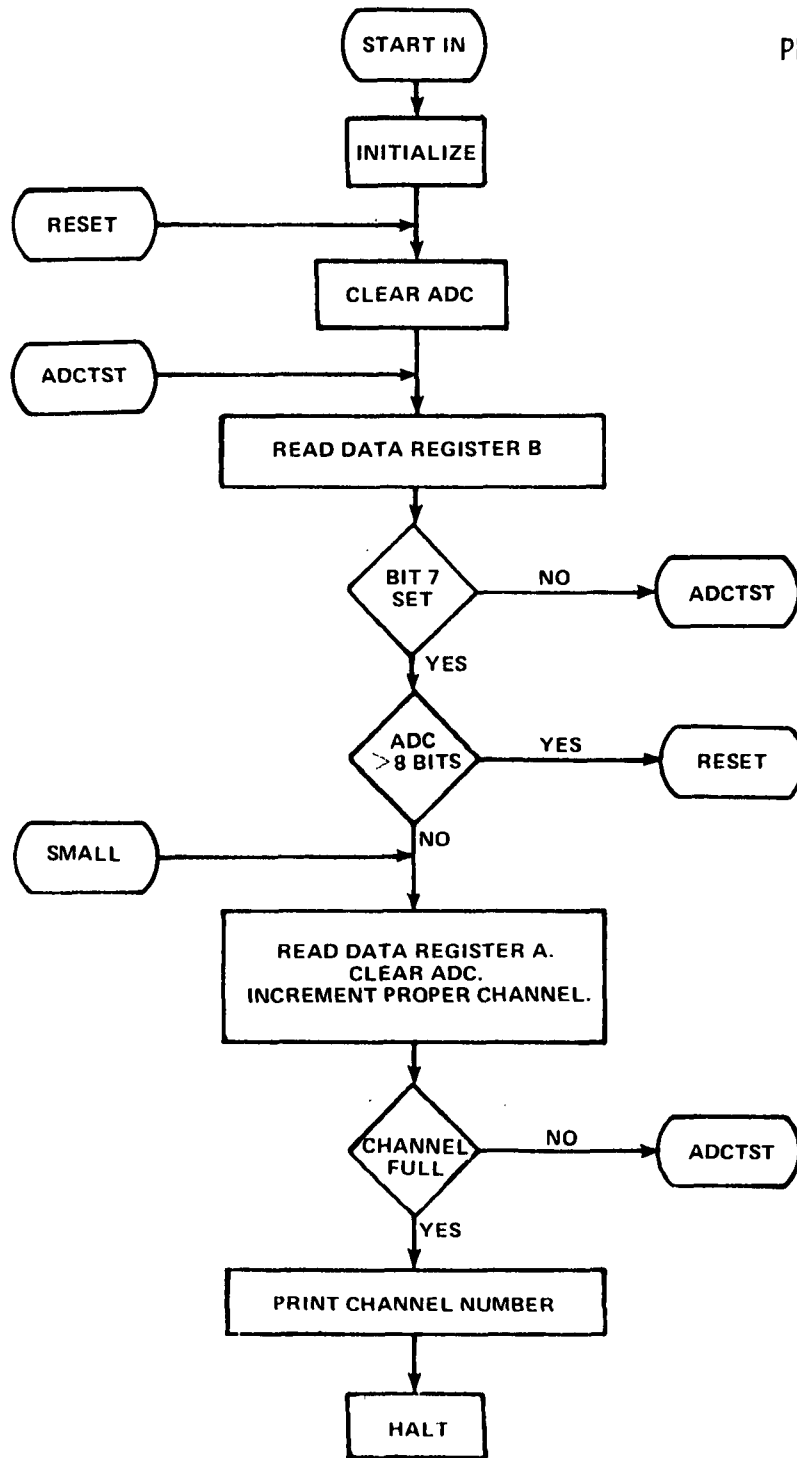 START IN
INITIALIZE
RESET
CLEAR ADC
ADCTST
READ DATA REGISTER B
BIT 7
SET
NO
ADCTST
YES
ADC
>8 BITS
YES
RESET
NO
SMALL
READ DATA REGISTER A.
CLEAR ADC.
INCREMENT PROPER CHANNEL.
CHANNEL
FULL
NO
ADCTST
YES
PRINT CHANNEL NUMBER
HALT